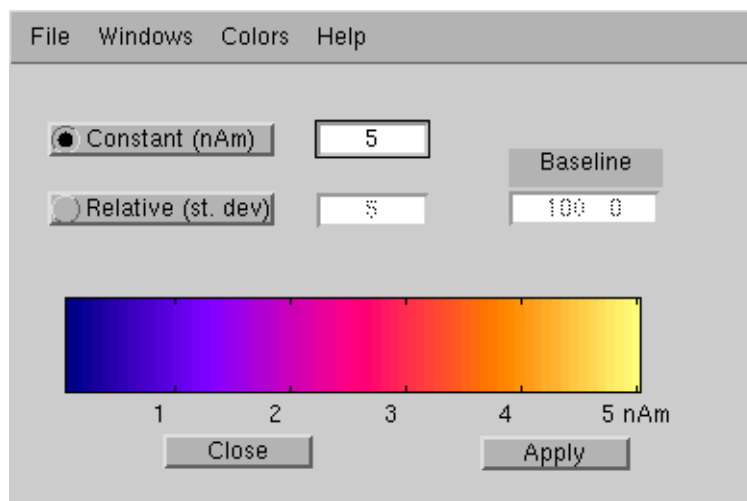 File Windows Colors Help
Constant (nAm) 5
Baseline
Relative (st. dev) 5 100 0
1 2 3 4 5 nAm
Close Apply